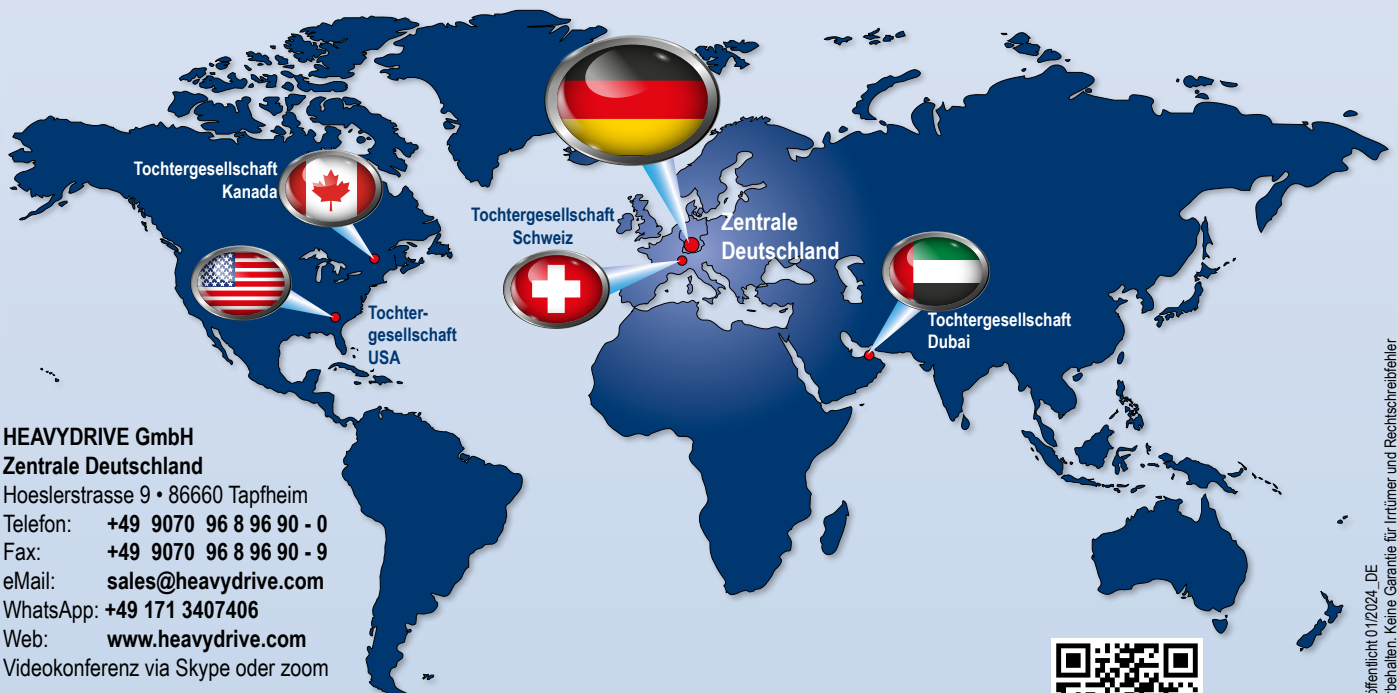 Tochtergesellschaft
Kanada
Tochtergesellschaft
Schweiz
Zentrale
Deutschland
Tochter-
gesellschaft
USA
Tochtergesellschaft
Dubai
HEAVYDRIVE GmbH
Zentrale Deutschland
Hoeslerstrasse 9 • 86660 Tapfheim
Telefon: +49 9070 96 8 96 90 - 0
Fax: +49 9070 96 8 96 90 - 9
eMail: sales@heavydrive.com
WhatsApp: +49 171 3407406
Web: www.heavydrive.com
Videokonferenz via Skype oder zoom
01/2024_DE
Keine Garantie für Irrtümer und Rechtschreibfehler